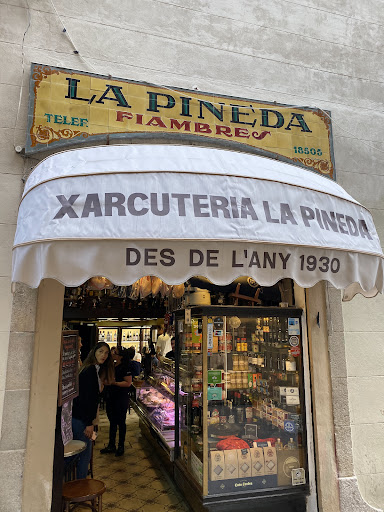 LA PINEDA
FIAMBRES
TELEF
18505
XARCUTERIA LA PINEDA
DES DE L'ANY 1930